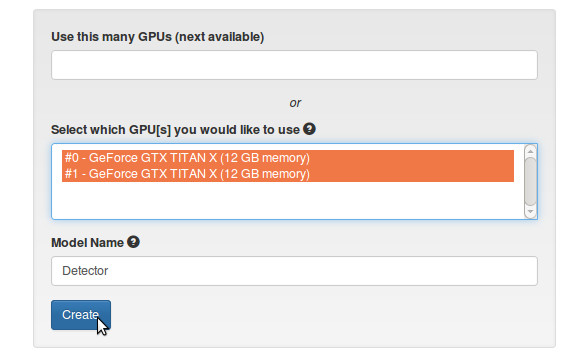 Use this many GPUs (next available)
or
Select which GPU[s] you would like to use ?
#0 - GeForce GTX TITAN X (12 GB memory)
#1 - GeForce GTX TITAN X (12 GB memory)
Model Name ?
Detector
Create